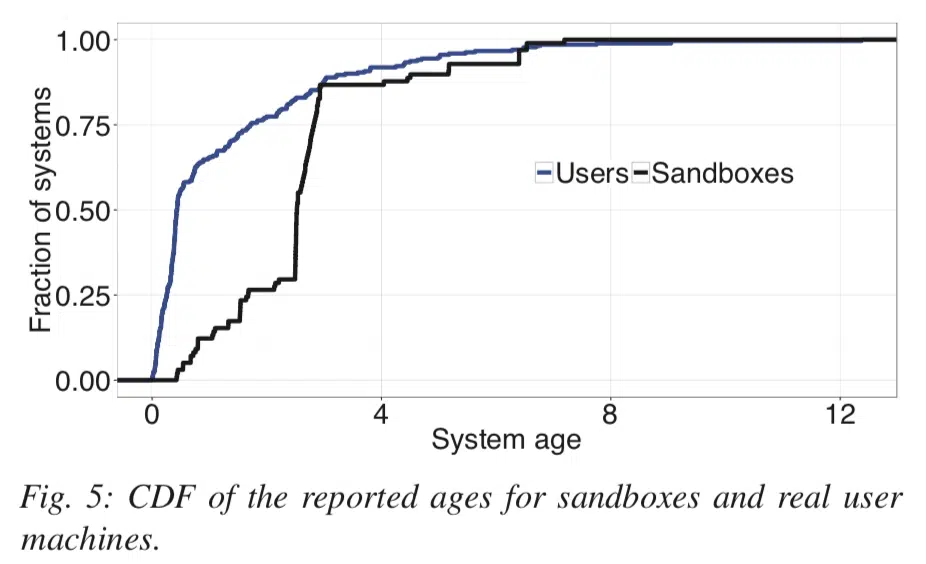 1.00
0.75
0.50
0.25
0.00
Fraction of systems
Users Sandboxes
0 4 8 12
System age
Fig. 5: CDF of the reported ages for sandboxes and real user
machines.